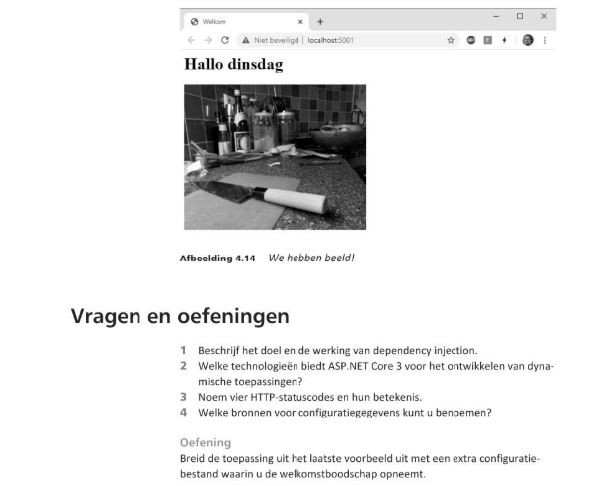 Welkom
Niet beveiligd | localhost:5001
Hallo dinsdag
Afbeelding 4.14 We hebben beeld!
Vragen en oefeningen
1 Beschrijf het doel en de werking van dependency injection.
2 Welke technologieën biedt ASP.NET Core 3 voor het ontwikkelen van dyna-
mische toepassingen?
3 Noem vier HTTP-statuscodes en hun betekenis.
4 Welke bronnen voor configuratiegegevens kunt u benoemen?
Oefening
Breid de toepassing uit het laatste voorbeeld uit met een extra configuratie-
bestand waarin u de welkomstboodschap opneemt.